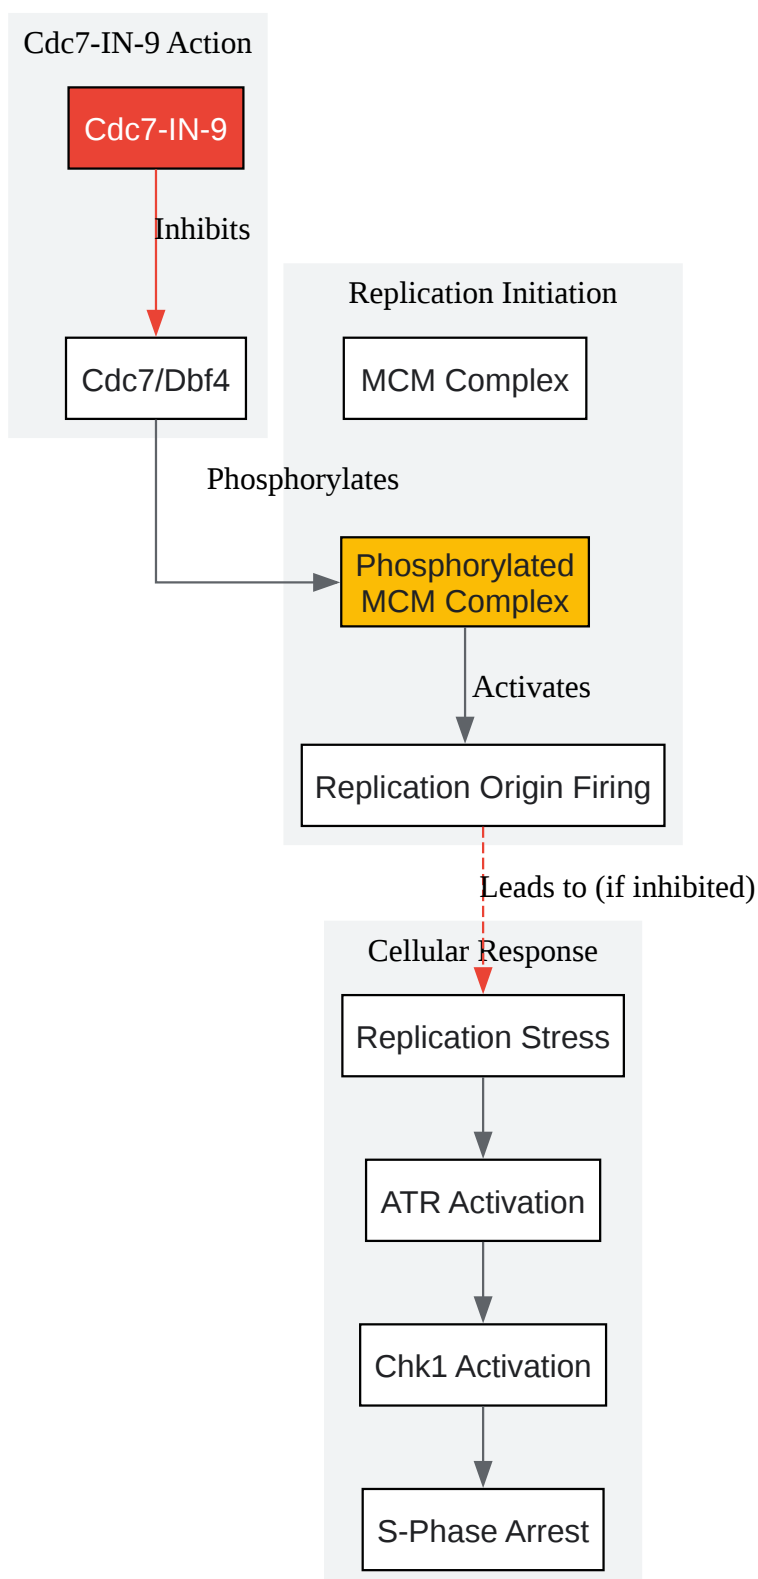 Cdc7-IN-9 Action
Cdc7-IN-9
Inhibits
Cdc7/Dbf4
Replication Initiation
MCM Complex
Phosphorylates
Phosphorylated
MCM Complex
Activates
Replication Origin Firing
Leads to (if inhibited)
Cellular Response
Replication Stress
ATR Activation
Chk1 Activation
S-Phase Arrest